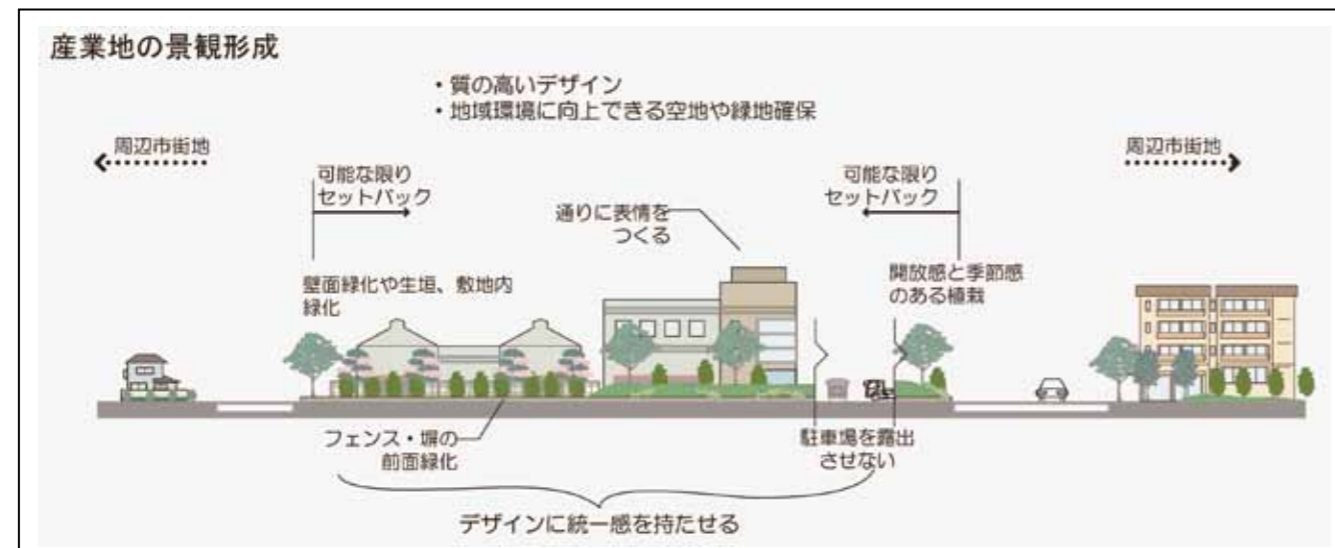 産業地の景観形成
・質の高いデザイン
・地域環境に向上できる空地や緑地確保
周辺市街地
周辺市街地
可能な限り
セットバック
可能な限り
セットバック
通りに表情を
つくる
壁面緑化や生垣、敷地内
緑化
開放感と季節感
のある植栽
フェンス・塀の
前面緑化
駐車場を露出
させない
デザインに統一感を持たせる